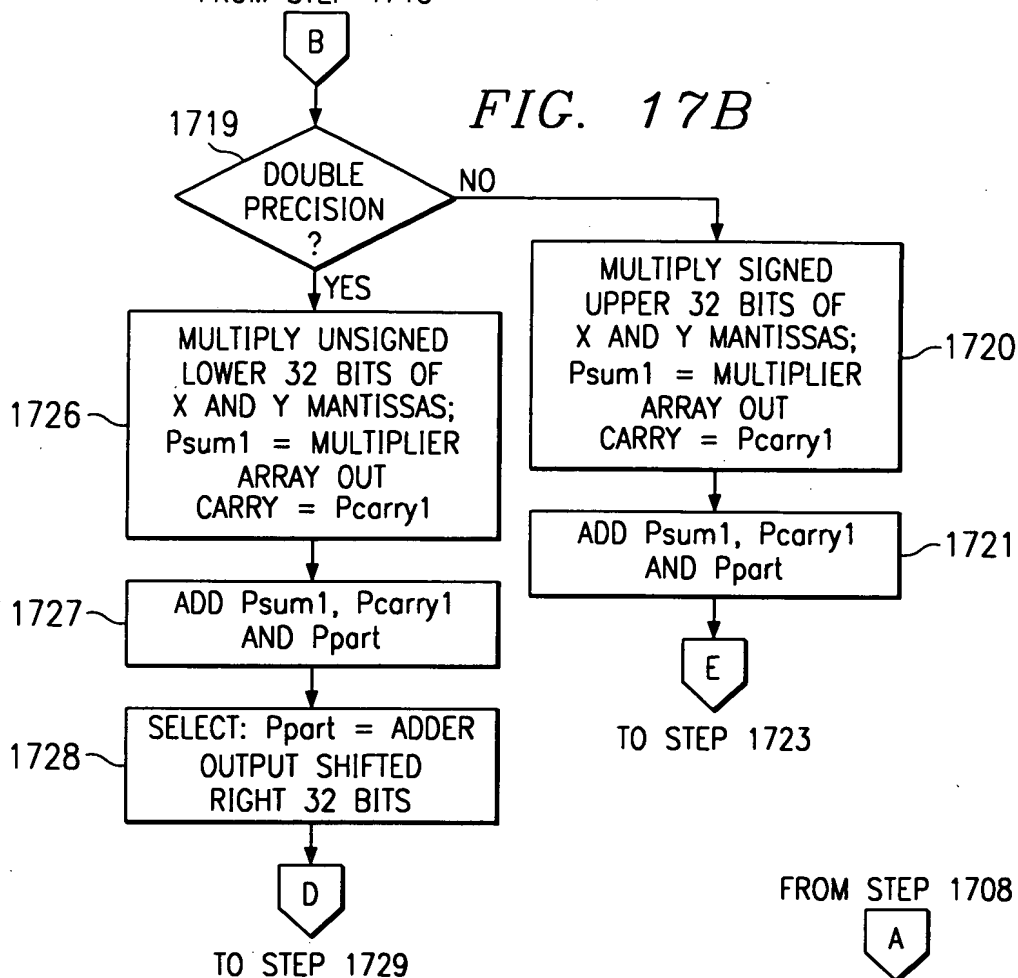 B
FIG. 17B
1719
DOUBLE
PRECISION
?
NO
YES
MULTIPLY UNSIGNED
LOWER 32 BITS OF
X AND Y MANTISSAS;
Psum1 = MULTIPLIER
ARRAY OUT
CARRY = Pcarry1
1726
ADD Psum1, Pcarry1
AND Ppart
1727
SELECT: Ppart = ADDER
OUTPUT SHIFTED
RIGHT 32 BITS
1728
D
TO STEP 1729
MULTIPLY SIGNED
UPPER 32 BITS OF
X AND Y MANTISSAS;
Psum1 = MULTIPLIER
ARRAY OUT
CARRY = Pcarry1
1720
ADD Psum1, Pcarry1
AND Ppart
1721
E
TO STEP 1723
FROM STEP 1708
A